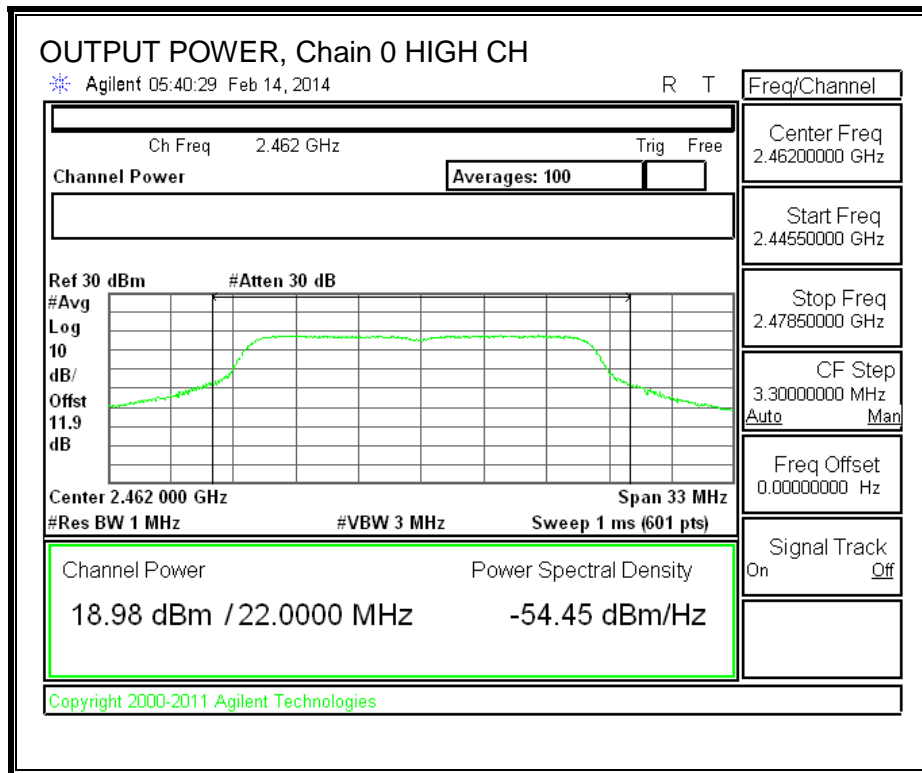 OUTPUT POWER, Chain 0 HIGH CH
Agilent 05:40:29 Feb 14, 2014 R T
Freq/Channel
Ch Freq 2.462 GHz Trig Free
Channel Power Averages: 100
Center Freq
2.46200000 GHz
Start Freq
2.44550000 GHz
Stop Freq
2.47850000 GHz
CF Step
3.30000000 MHz
Auto Man
Freq Offset
0.00000000 Hz
Signal Track
On Off
Ref 30 dBm #Atten 30 dB
#Avg
Log
10
dB/
Offst
11.9
dB
Center 2.462 000 GHz Span 33 MHz
#Res BW 1 MHz #VBW 3 MHz Sweep 1 ms (601 pts)
Channel Power Power Spectral Density
18.98 dBm / 22.0000 MHz -54.45 dBm/Hz
Copyright 2000-2011 Agilent Technologies